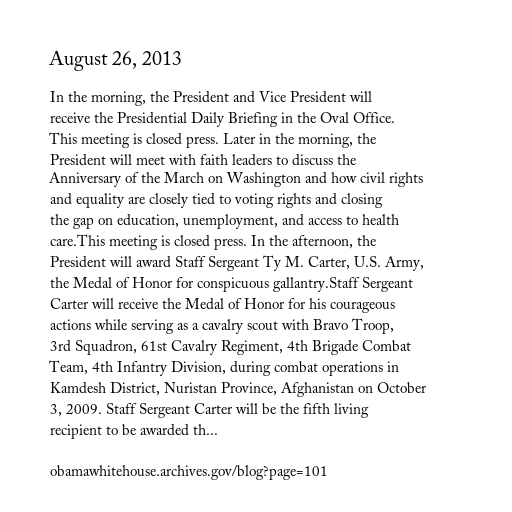 August 26, 2013
In the morning, the President and Vice President will
receive the Presidential Daily Briefing in the Oval Office.
This meeting is closed press. Later in the morning, the
President will meet with faith leaders to discuss the
Anniversary of the March on Washington and how civil rights
and equality are closely tied to voting rights and closing
the gap on education, unemployment, and access to health
care.This meeting is closed press. In the afternoon, the
President will award Staff Sergeant Ty M. Carter, U.S. Army,
the Medal of Honor for conspicuous gallantry.Staff Sergeant
Carter will receive the Medal of Honor for his courageous
actions while serving as a cavalry scout with Bravo Troop,
3rd Squadron, 61st Cavalry Regiment, 4th Brigade Combat
Team, 4th Infantry Division, during combat operations in
Kamdesh District, Nuristan Province, Afghanistan on October
3, 2009. Staff Sergeant Carter will be the fifth living
recipient to be awarded th...
obamawhitehouse.archives.gov/blog?page=101